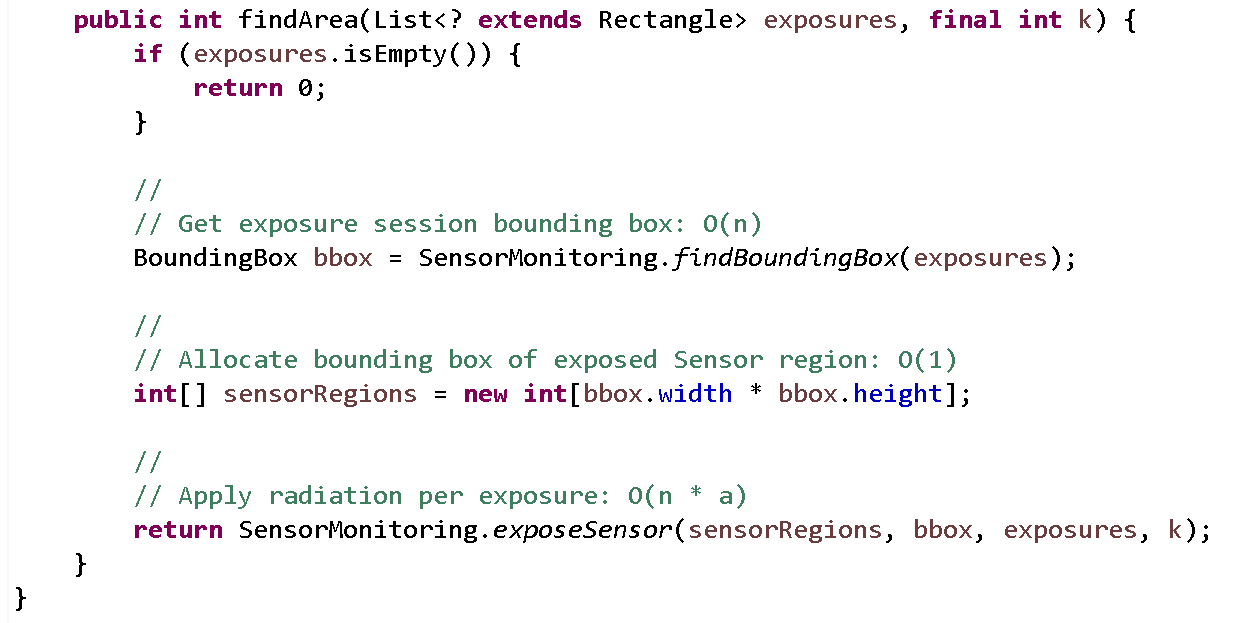 public int findArea(List<? extends Rectangle> exposures, final int k) {
if (exposures.isEmpty()) {
return 0;
}
//
// Get exposure session bounding box: O(n)
BoundingBox bbox = SensorMonitoring.findBoundingBox(exposures);
//
// Allocate bounding box of exposed Sensor region: O(1)
int[] sensorRegions = new int[bbox.width * bbox.height];
//
// Apply radiation per exposure: O(n * a)
return SensorMonitoring.exposeSensor(sensorRegions, bbox, exposures, k);
}
}